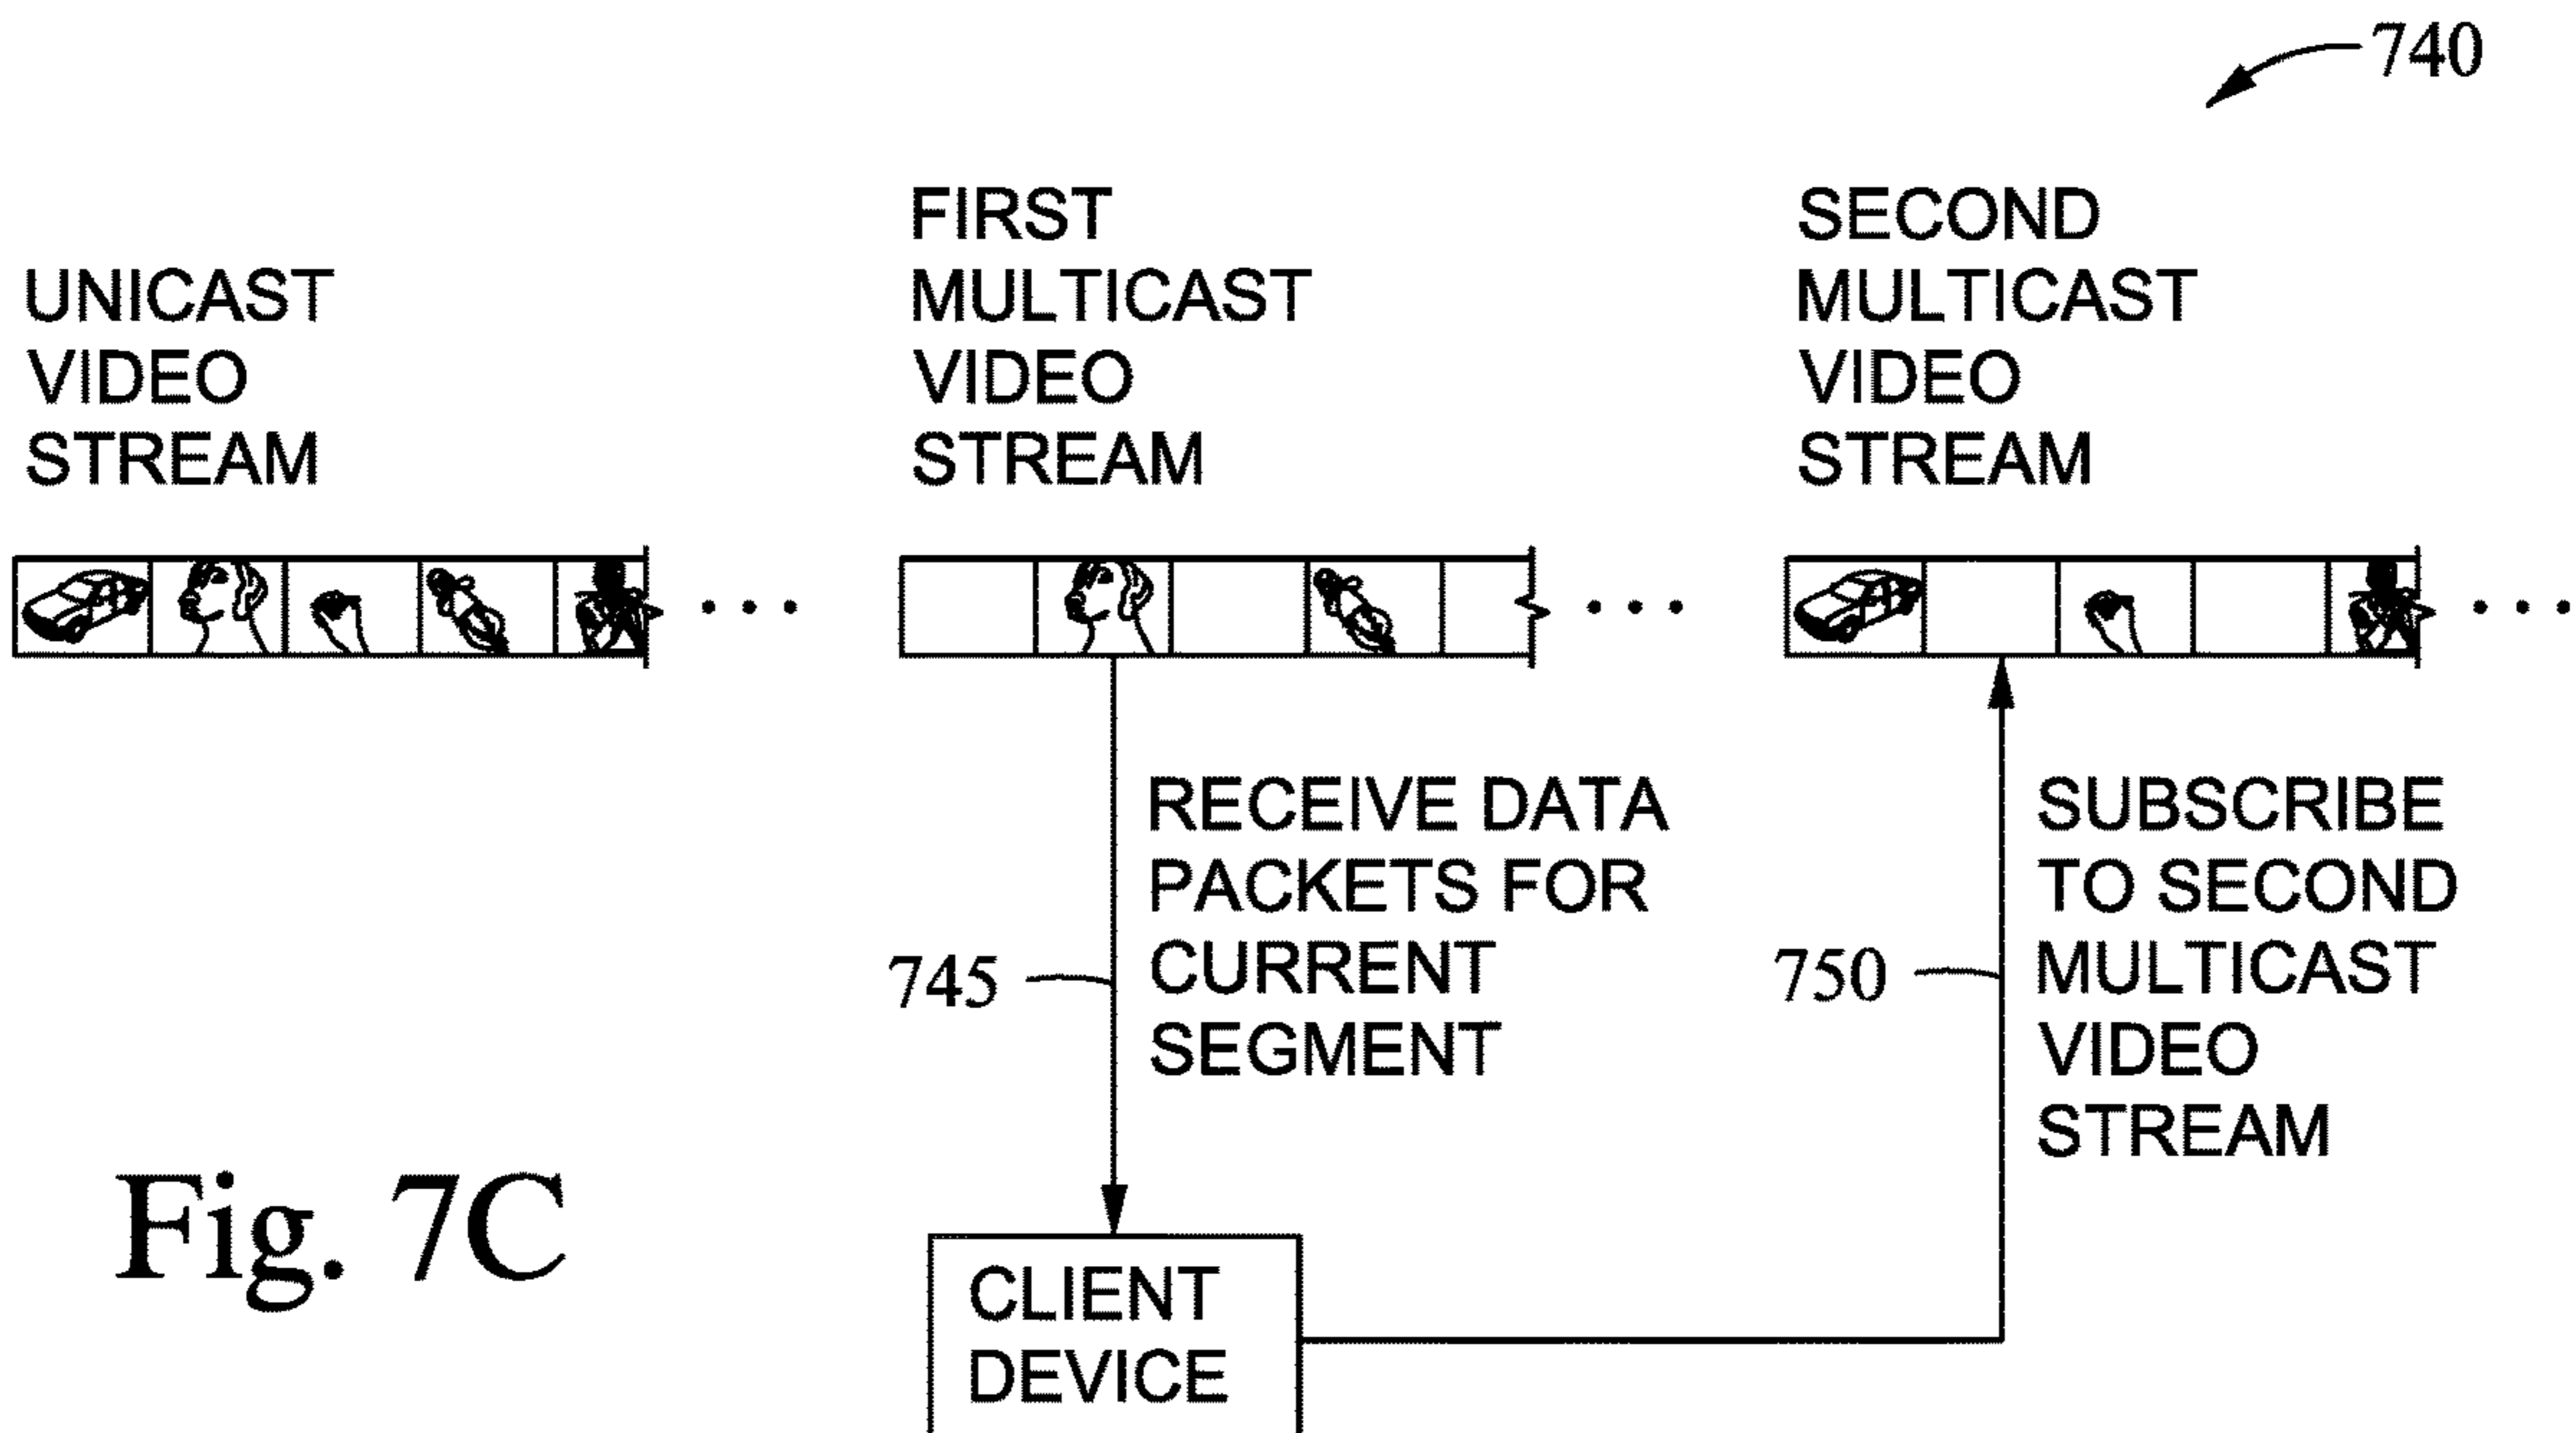 740
UNICAST
VIDEO
STREAM
FIRST
MULTICAST
VIDEO
STREAM
SECOND
MULTICAST
VIDEO
STREAM
745
RECEIVE DATA
PACKETS FOR
CURRENT
SEGMENT
750
SUBSCRIBE
TO SECOND
MULTICAST
VIDEO
STREAM
CLIENT
DEVICE
Fig. 7C